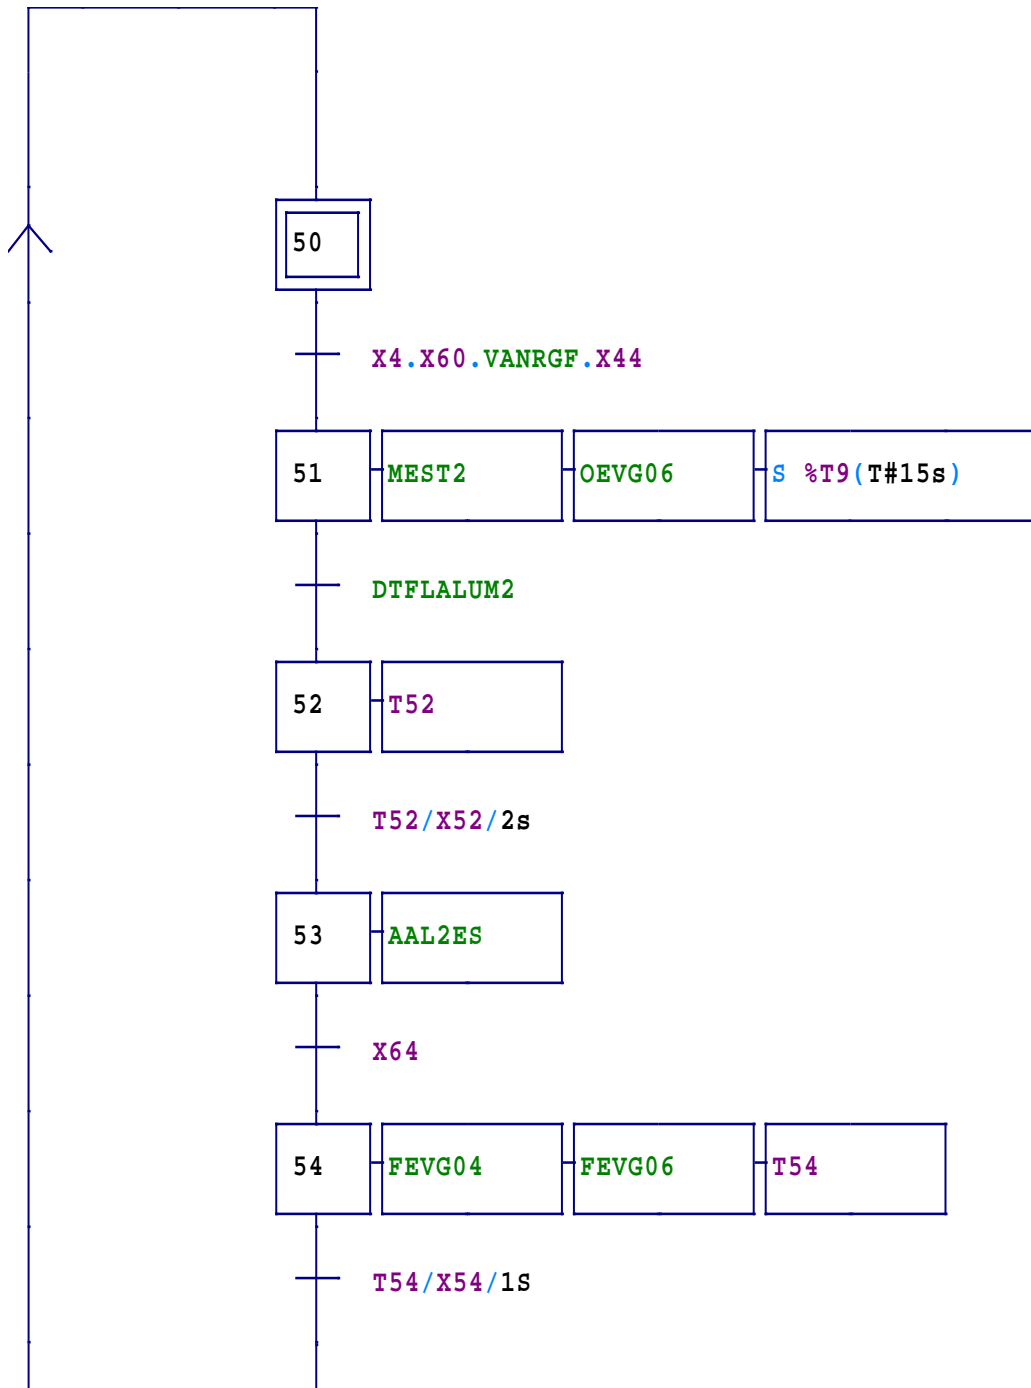 50
X4.X60.VANRGF.X44
51 MEST2 OEVG06 S %T9(T#15s)
DTFLALUM2
52 T52
T52/X52/2s
53 AAL2ES
X64
54 FEVG04 FEVG06 T54
T54/X54/1S